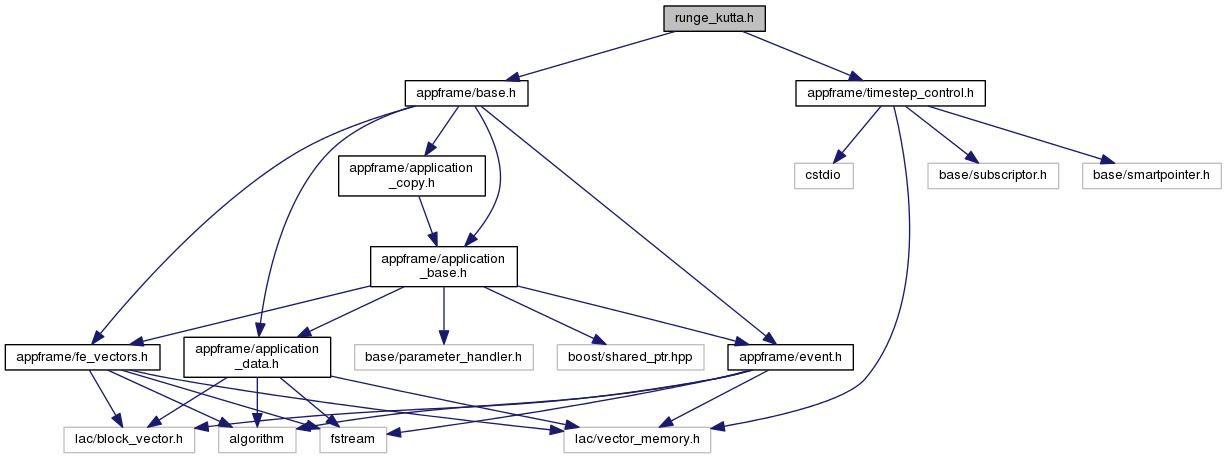 runge_kutta.h
appframe/base.h
appframe/timestep_control.h
appframe/application
_copy.h
cstdio
base/subscriptor.h
base/smartpointer.h
appframe/application
_base.h
appframe/fe_vectors.h
appframe/application
_data.h
base/parameter_handler.h
boost/shared_ptr.hpp
appframe/event.h
lac/block_vector.h
algorithm
fstream
lac/vector_memory.h